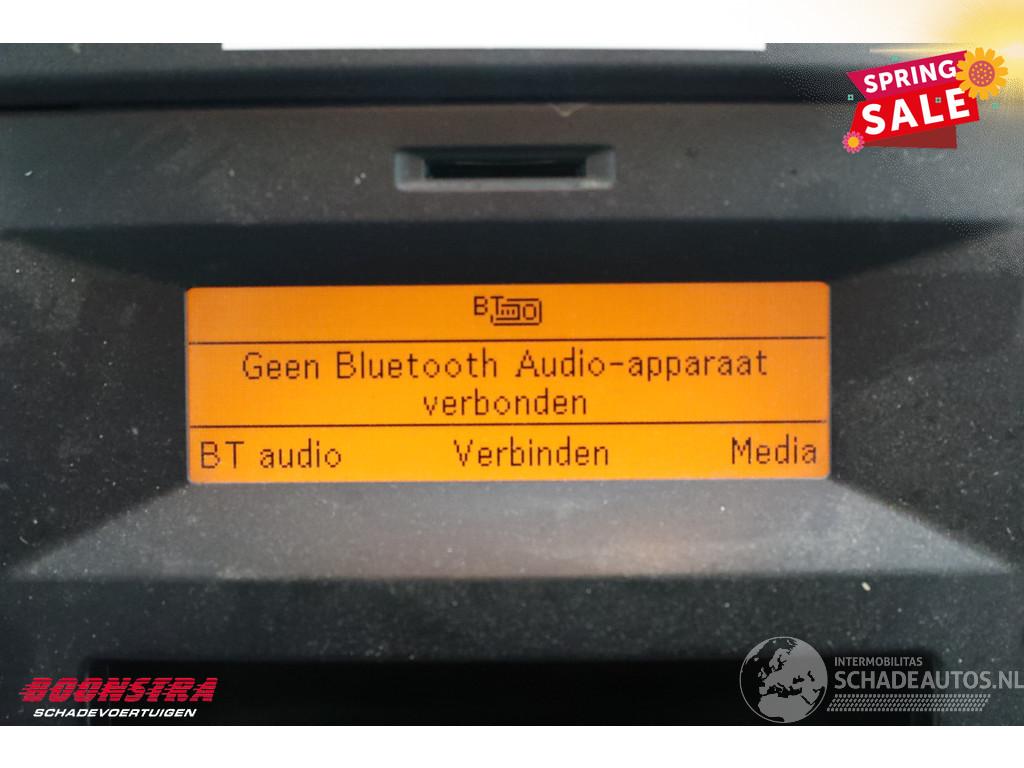 SPRING
SALE
BT
Geen Bluetooth Audio-apparaat
verbonden
BT audio Verbinden Media
BOONSTRA
SCHADEVOERTUIGEN
INTERMOBILITAS
SCHADEAUTOS.NL